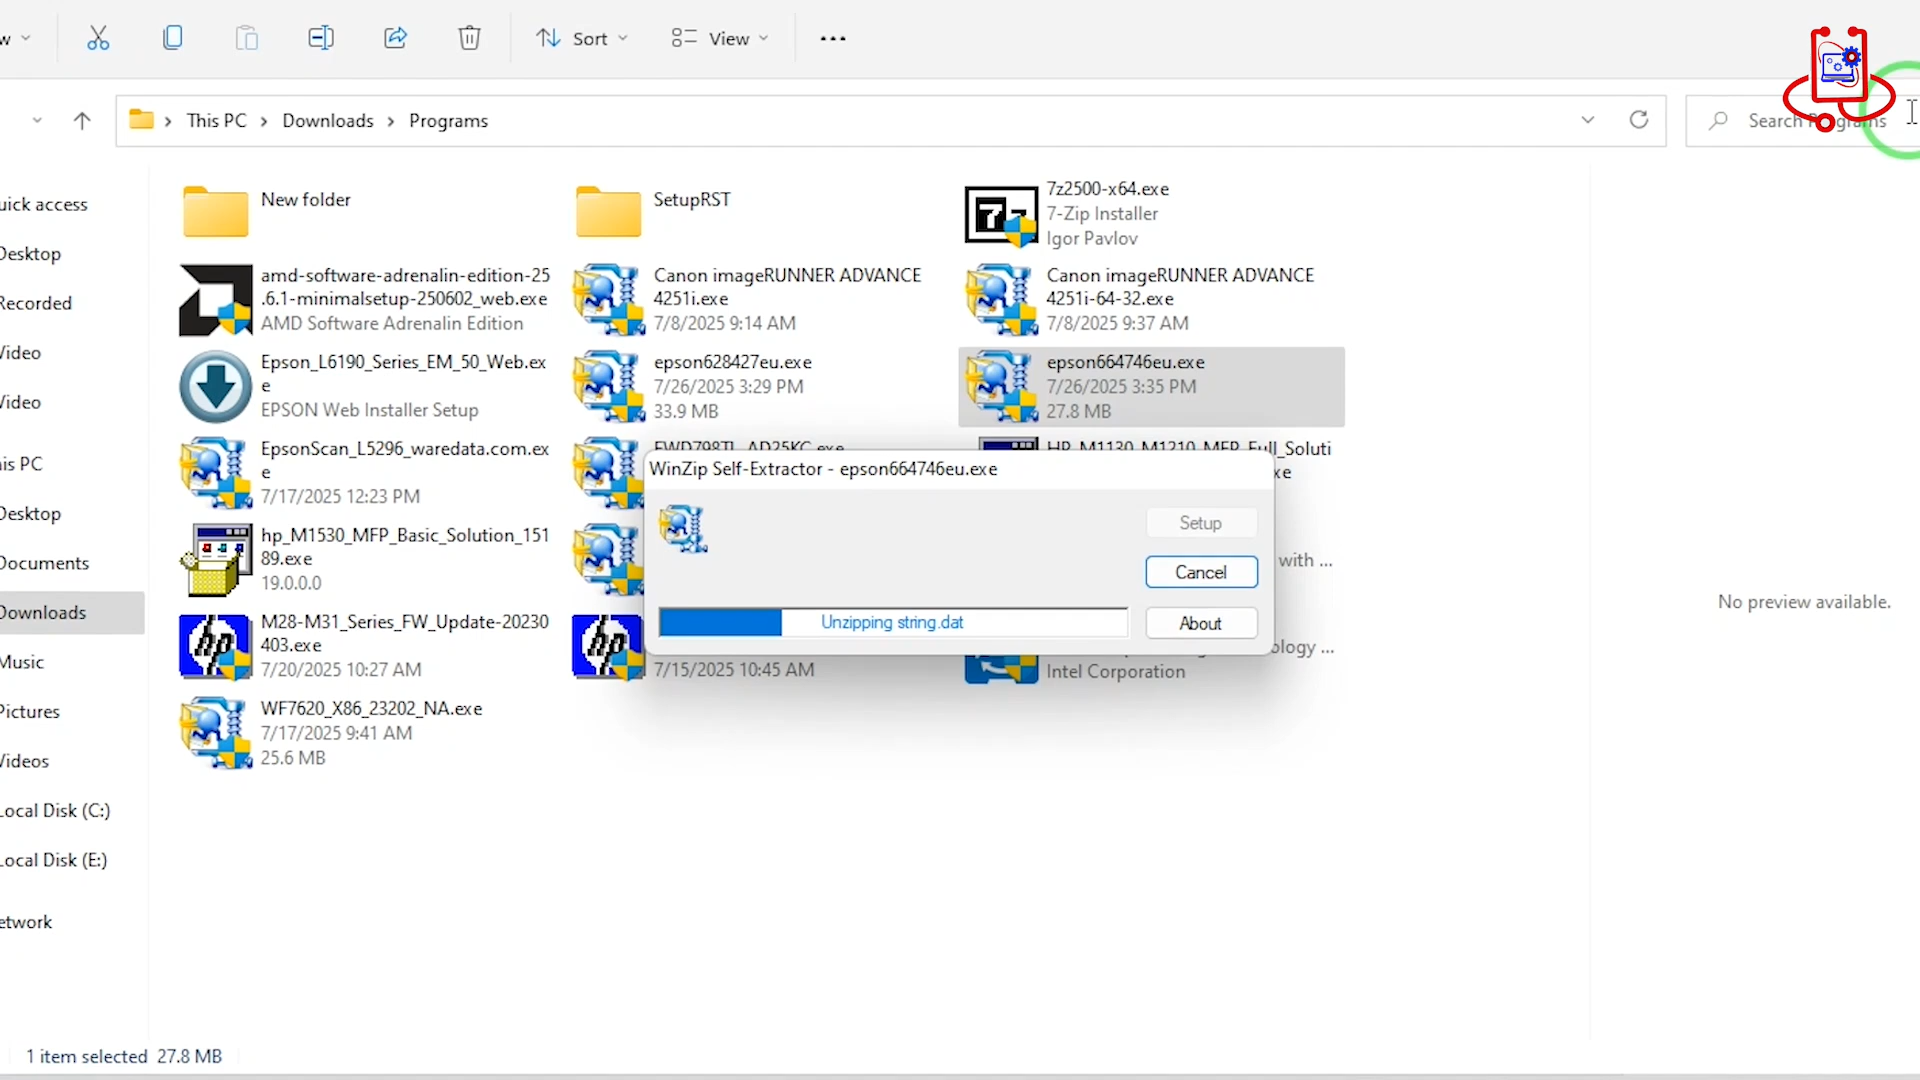 Sort
View
This PC
Downloads
Programs
Search Programs
Quick access
Desktop
Recorded
Video
Video
This PC
Desktop
Documents
Downloads
Music
Pictures
Videos
Local Disk (C:)
Local Disk (E:)
Network
New folder
SetupRST
7z2500-x64.exe
7-Zip Installer
Igor Pavlov
amd-software-adrenalin-edition-25
.6.1-minimalsetup-250602_web.exe
AMD Software Adrenalin Edition
Canon imageRUNNER ADVANCE
4251i.exe
7/8/2025 9:14 AM
Canon imageRUNNER ADVANCE
4251i-64-32.exe
7/8/2025 9:37 AM
Epson_L6190_Series_EM_50_Web.ex
e
EPSON Web Installer Setup
epson628427eu.exe
7/26/2025 3:29 PM
33.9 MB
epson664746eu.exe
7/26/2025 3:35 PM
27.8 MB
EpsonScan_L5296_waredata.com.ex
e
7/17/2025 12:23 PM
HP_M1130_M1210_MFP_Full_Soluti
xe
hp_M1530_MFP_Basic_Solution_151
89.exe
19.0.0.0
with ...
M28-M31_Series_FW_Update-20230
403.exe
7/20/2025 10:27 AM
7/15/2025 10:45 AM
ology ...
Intel Corporation
WF7620_X86_23202_NA.exe
7/17/2025 9:41 AM
25.6 MB
WinZip Self-Extractor - epson664746eu.exe
Setup
Cancel
Unzipping string.dat
About
No preview available.
1 item selected 27.8 MB